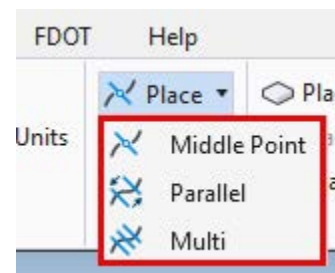 FDOT Help
Place Pla
Units
Middle Point
Parallel
Multi